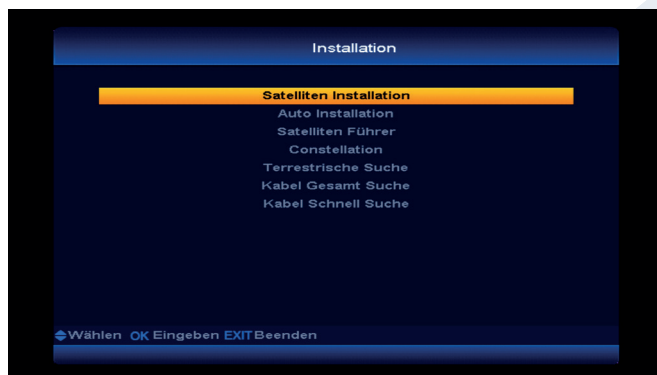 Installation
Satelliten Installation
Auto Installation
Satelliten Führer
Constellation
Terrestrische Suche
Kabel Gesamt Suche
Kabel Schnell Suche
Wählen OK Eingeben EXIT Beenden